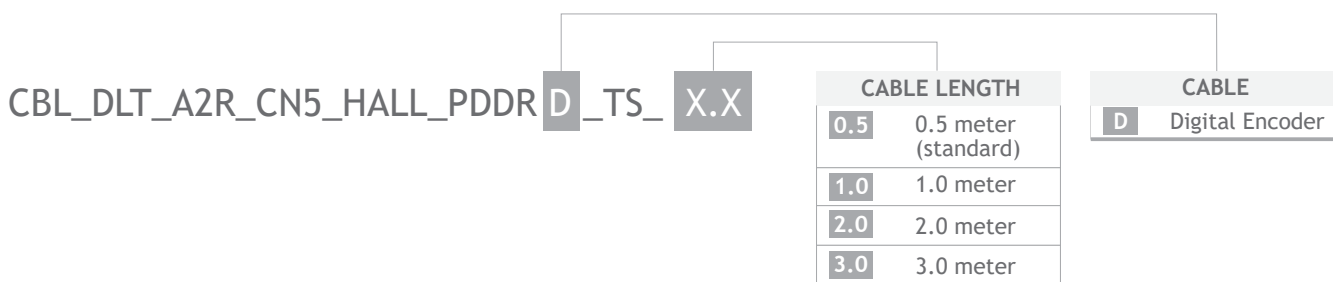 CBL_DLT_A2R_CN5_HALL_PDDR D _TS_ X.X
CABLE LENGTH
0.5 0.5 meter
(standard)
1.0 1.0 meter
2.0 2.0 meter
3.0 3.0 meter
CABLE
D Digital Encoder